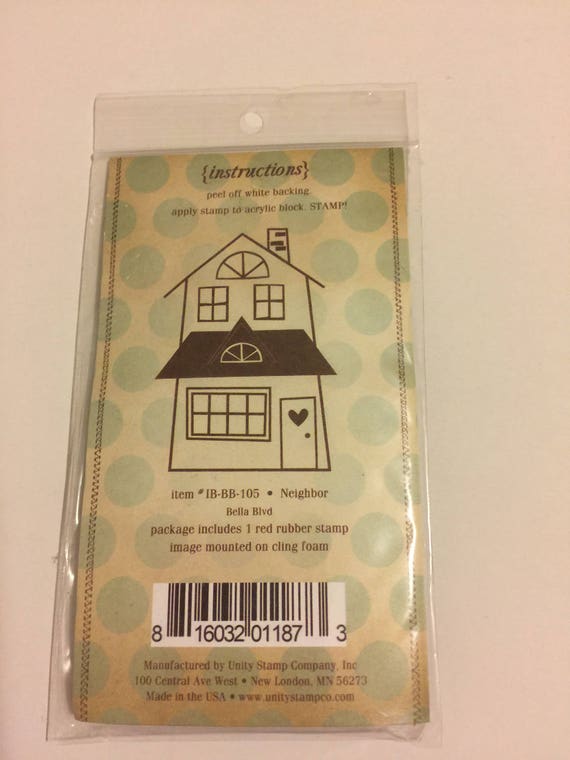 {instructions}
peel off white backing.
apply stamp to acrylic block. STAMP!
item # IB-BB-105 • Neighbor
Bella Blvd
package includes 1 red rubber stamp
image mounted on cling foam
8 16032 01187 3
Manufactured by Unity Stamp Company, Inc
100 Central Ave West • New London, MN 56273
Made in the USA • www.unitystampco.com